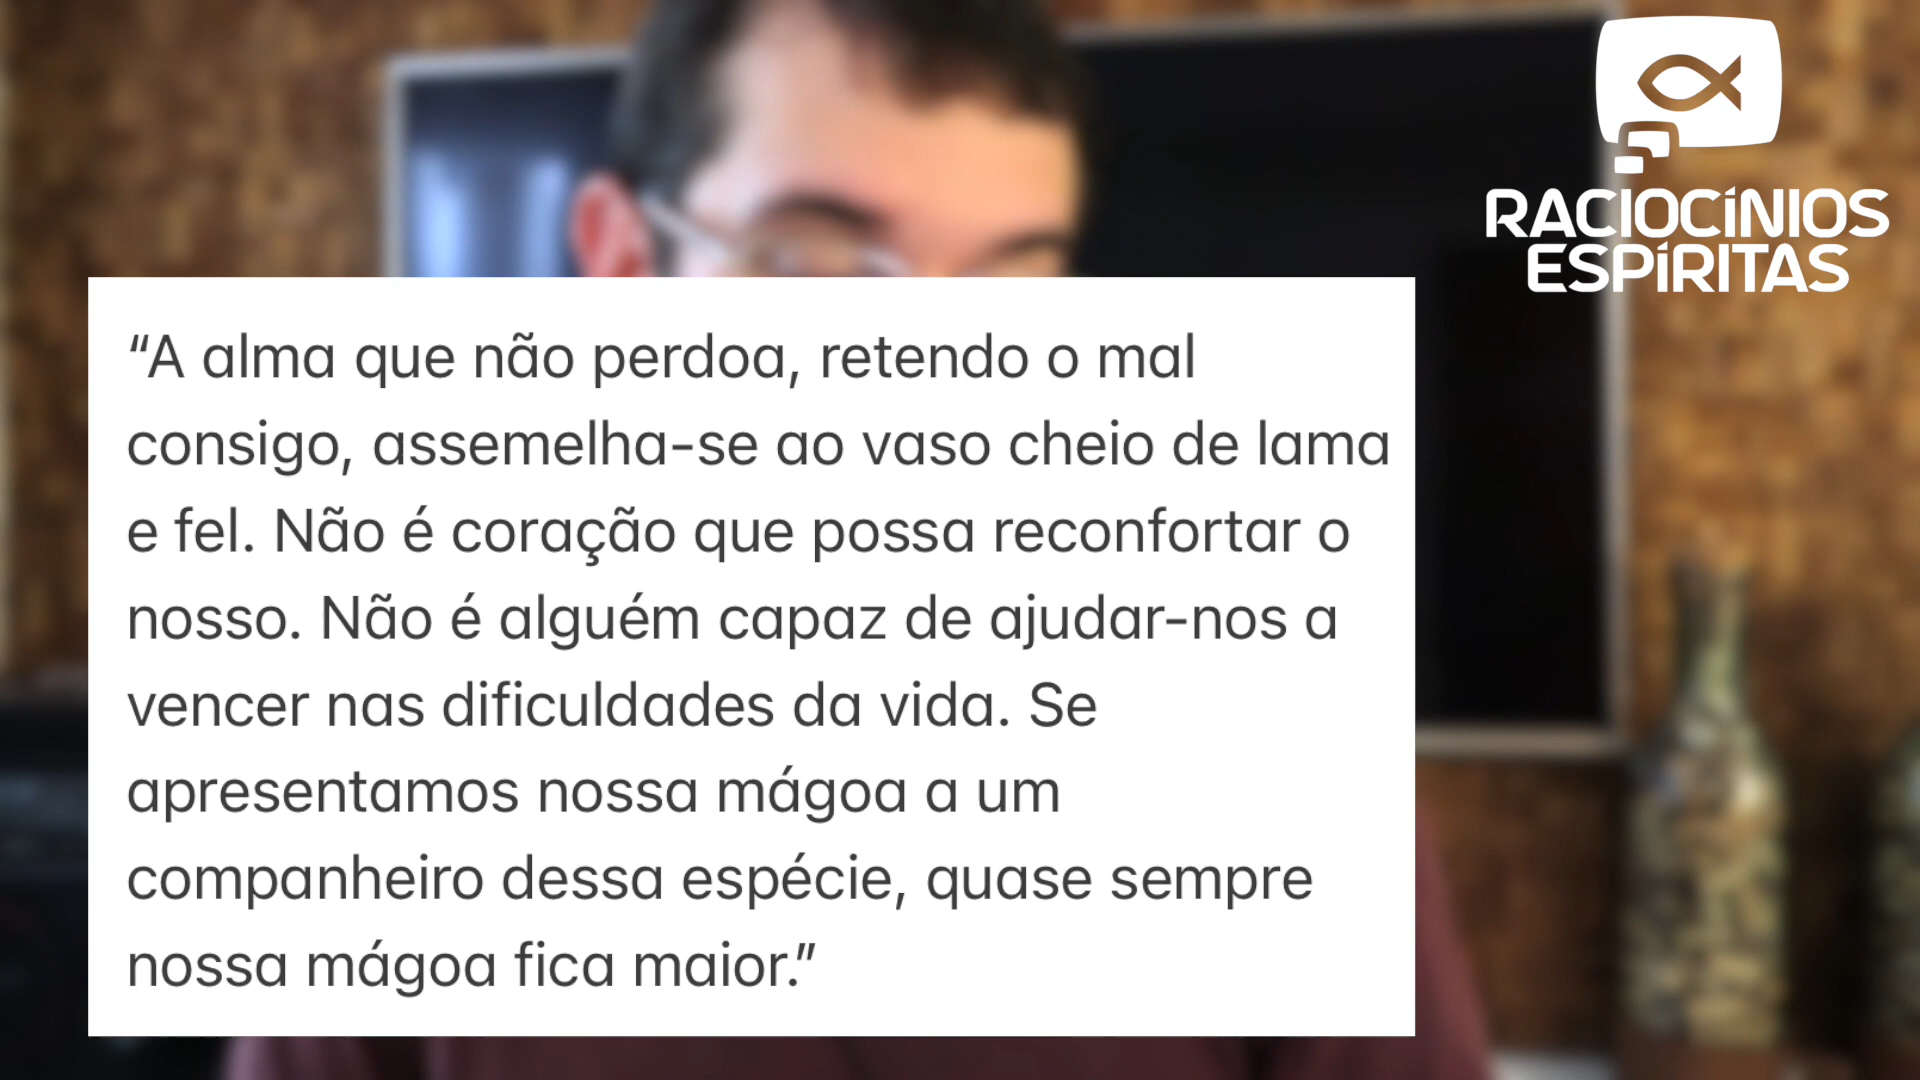 RACIOCÍNIOS
ESPÍRITAS
“A alma que não perdoa, retendo o mal
consigo, assemelha-se ao vaso cheio de lama
e fel. Não é coração que possa reconfortar o
nosso. Não é alguém capaz de ajudar-nos a
vencer nas dificuldades da vida. Se
apresentamos nossa mágoa a um
companheiro dessa espécie, quase sempre
nossa mágoa fica maior.”